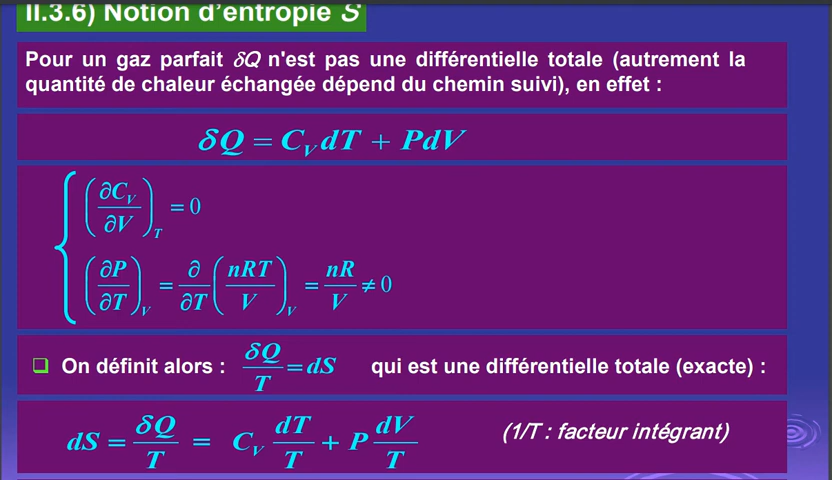 II.3.6) Notion d'entropie S
Pour un gaz parfait δQ n'est pas une différentielle totale (autrement la
quantité de chaleur échangée dépend du chemin suivi), en effet :
δQ = C_V dT + PdV
(∂C_V/∂V)_T = 0
(∂P/∂T)_V = ∂/∂T (nRT/V)_V = nR/V ≠ 0
❑ On définit alors : δQ/T = dS qui est une différentielle totale (exacte) :
dS = δQ/T = C_V dT/T + P dV/T (1/T : facteur intégrant)